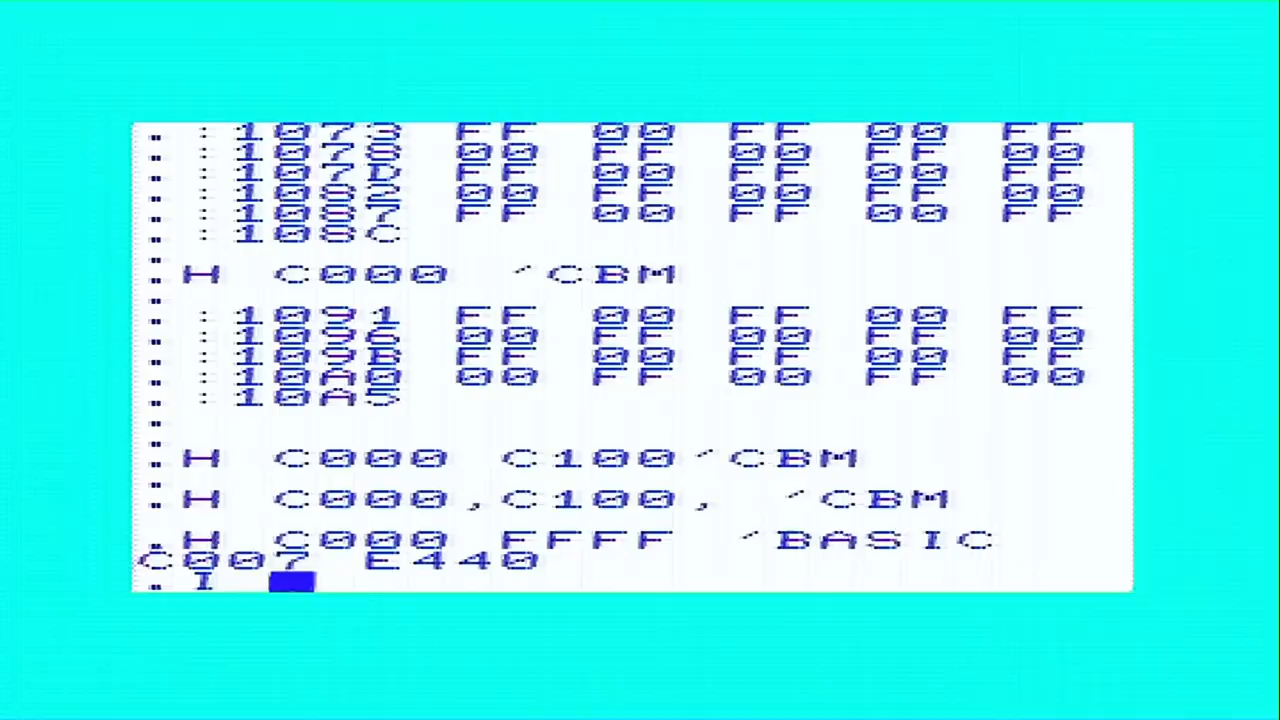 . :1073 FF 00 FF 00 FF
. :1078 00 FF 00 FF 00
. :107D FF 00 FF 00 FF
. :1082 00 FF 00 FF 00
. :1087 FF 00 FF 00 FF
. :108C
.
.H C000 'CBM
.
. :1091 FF 00 FF 00 FF
. :1096 00 FF 00 FF 00
. :109B FF 00 FF 00 FF
. :10A0 00 FF 00 FF 00
. :10A5
.
.H C000 C100'CBM
.
.H C000,C100, 'CBM
.
.H C000 FFFF 'BASIC
C007 E440
.I